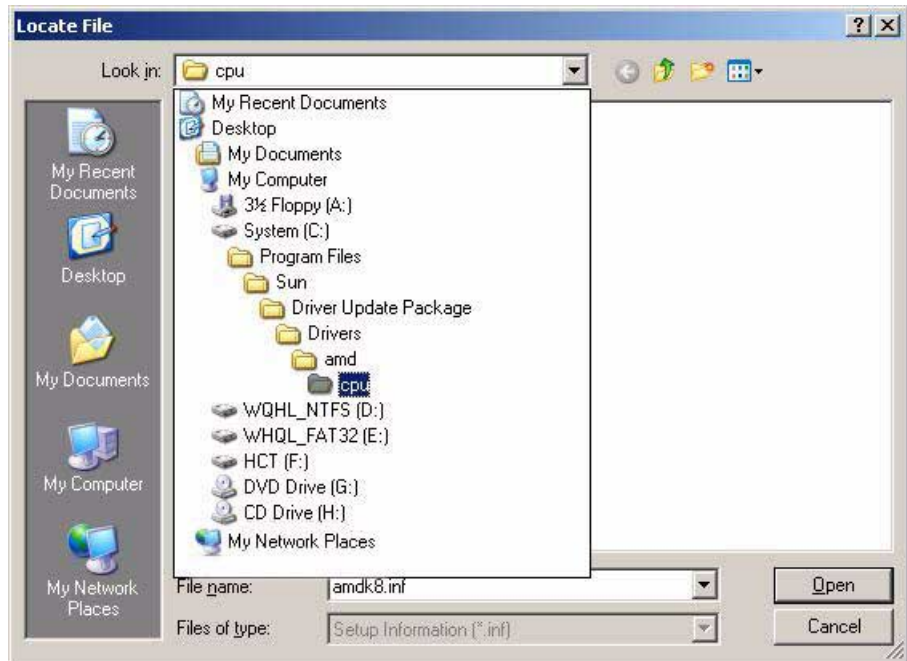 Locate File
Look in:
cpu
My Recent Documents
Desktop
My Documents
My Computer
3½ Floppy (A:)
System (C:)
Program Files
Sun
Driver Update Package
Drivers
amd
cpu
WQHL_NTFS (D:)
WHQL_FAT32 (E:)
HCT (F:)
DVD Drive (G:)
CD Drive (H:)
My Network Places
My Recent
Documents
Desktop
My Documents
My Computer
My Network
Places
File name:
amdk8.inf
Open
Files of type:
Setup Information (*.inf)
Cancel